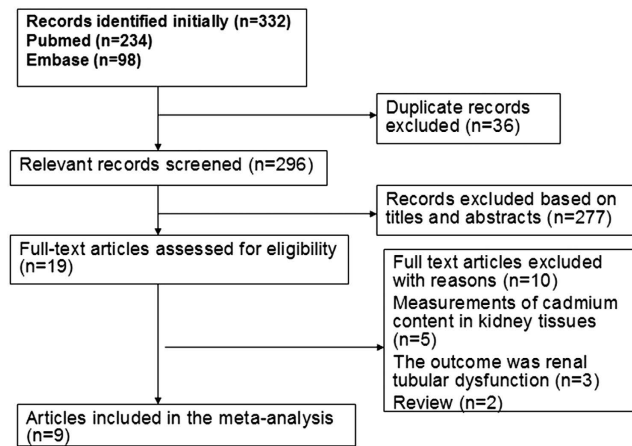 Records identified initially (n=332)
Pubmed (n=234)
Embase (n=98)
Duplicate records
excluded (n=36)
Relevant records screened (n=296)
Records excluded based on
titles and abstracts (n=277)
Full-text articles assessed for eligibility
(n=19)
Full text articles excluded
with reasons (n=10)
Measurements of cadmium
content in kidney tissues
(n=5)
The outcome was renal
tubular dysfunction (n=3)
Review (n=2)
Articles included in the meta-analysis
(n=9)